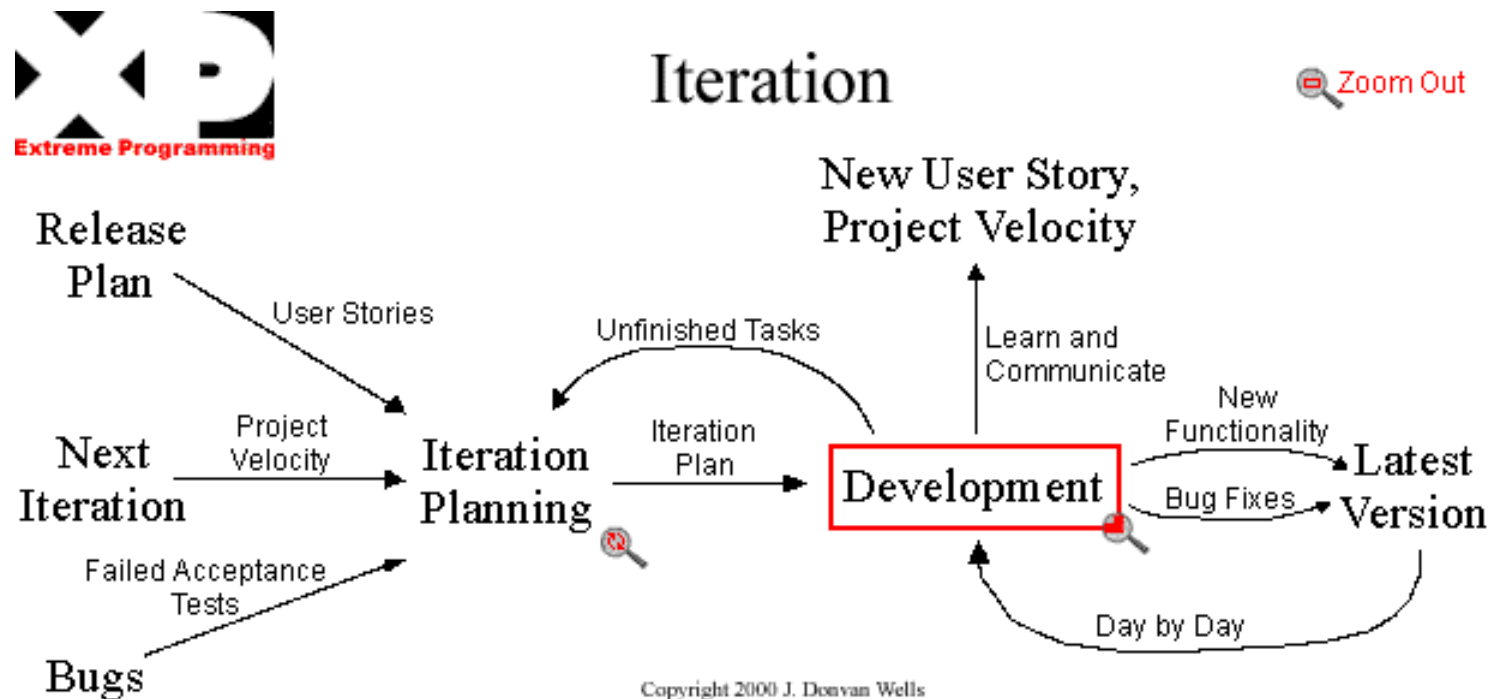 XP
Extreme Programming
Iteration
Zoom Out
New User Story,
Project Velocity
Release
Plan
User Stories
Unfinished Tasks
Learn and
Communicate
Next
Iteration
Project
Velocity
Iteration
Planning
Iteration
Plan
Development
New
Functionality
Bug Fixes
Latest
Version
Failed Acceptance
Tests
Day by Day
Bugs
Copyright 2000 J. Donvan Wells